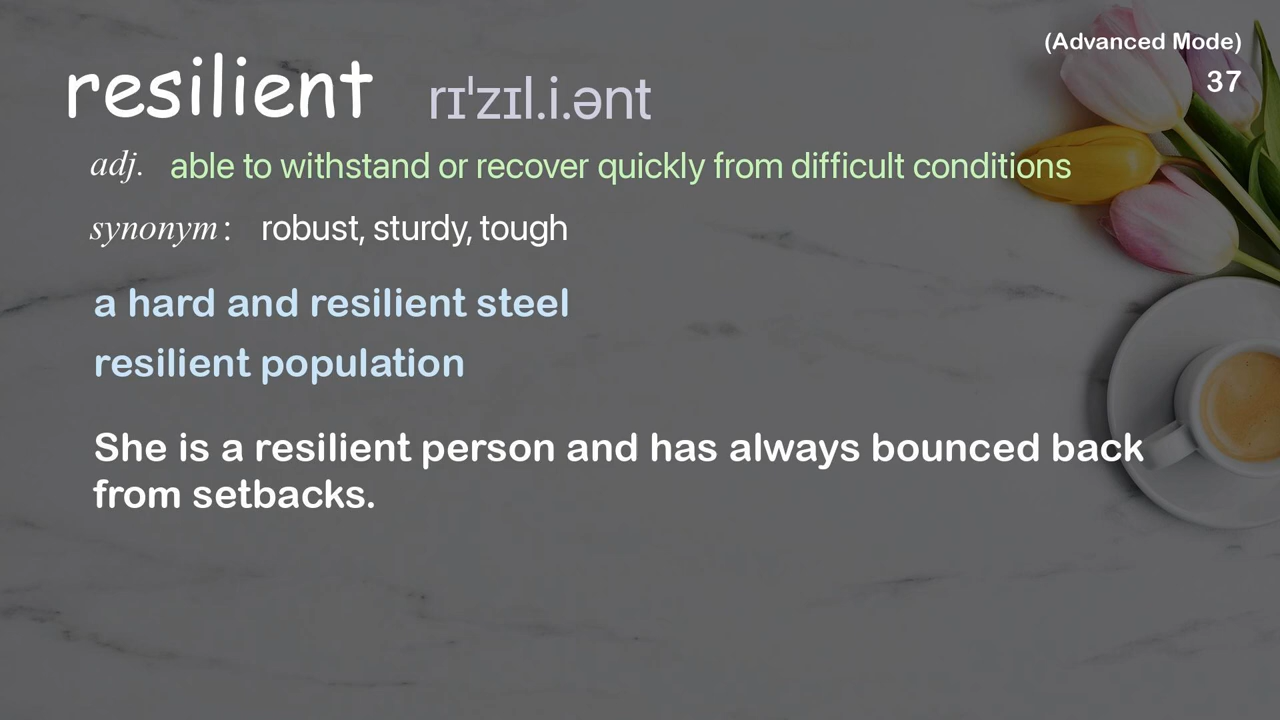 (Advanced Mode)
37
resilient rɪˈzɪl.i.ənt
adj. able to withstand or recover quickly from difficult conditions
synonym: robust, sturdy, tough
a hard and resilient steel
resilient population
She is a resilient person and has always bounced back
from setbacks.